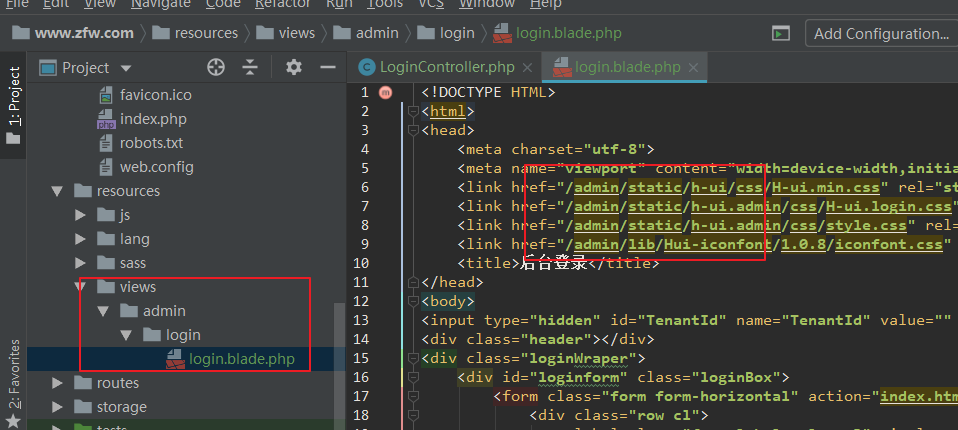 File Edit View Navigate Code Refactor Run Tools VCS Window Help
www.zfw.com resources views admin login login.blade.php Add Configuration...
1: Project
2: Favorites
Project
favicon.ico
index.php
robots.txt
web.config
resources
js
lang
sass
views
admin
login
login.blade.php
routes
storage
tests
LoginController.php login.blade.php
1 <!DOCTYPE HTML>
2 <html>
3 <head>
4 <meta charset="utf-8">
5 <meta name="viewport" content="width=device-width,initia
6 <link href="/admin/static/h-ui/css/H-ui.min.css" rel="st
7 <link href="/admin/static/h-ui.admin/css/H-ui.login.css"
8 <link href="/admin/static/h-ui.admin/css/style.css" rel=
9 <link href="/admin/lib/Hui-iconfont/1.0.8/iconfont.css"
10 <title>后台登录</title>
11 </head>
12 <body>
13 <input type="hidden" id="TenantId" name="TenantId" value=""
14 <div class="header"></div>
15 <div class="loginWraper">
16 <div id="loginform" class="loginBox">
17 <form class="form form-horizontal" action="index.htm
18 <div class="row cl">